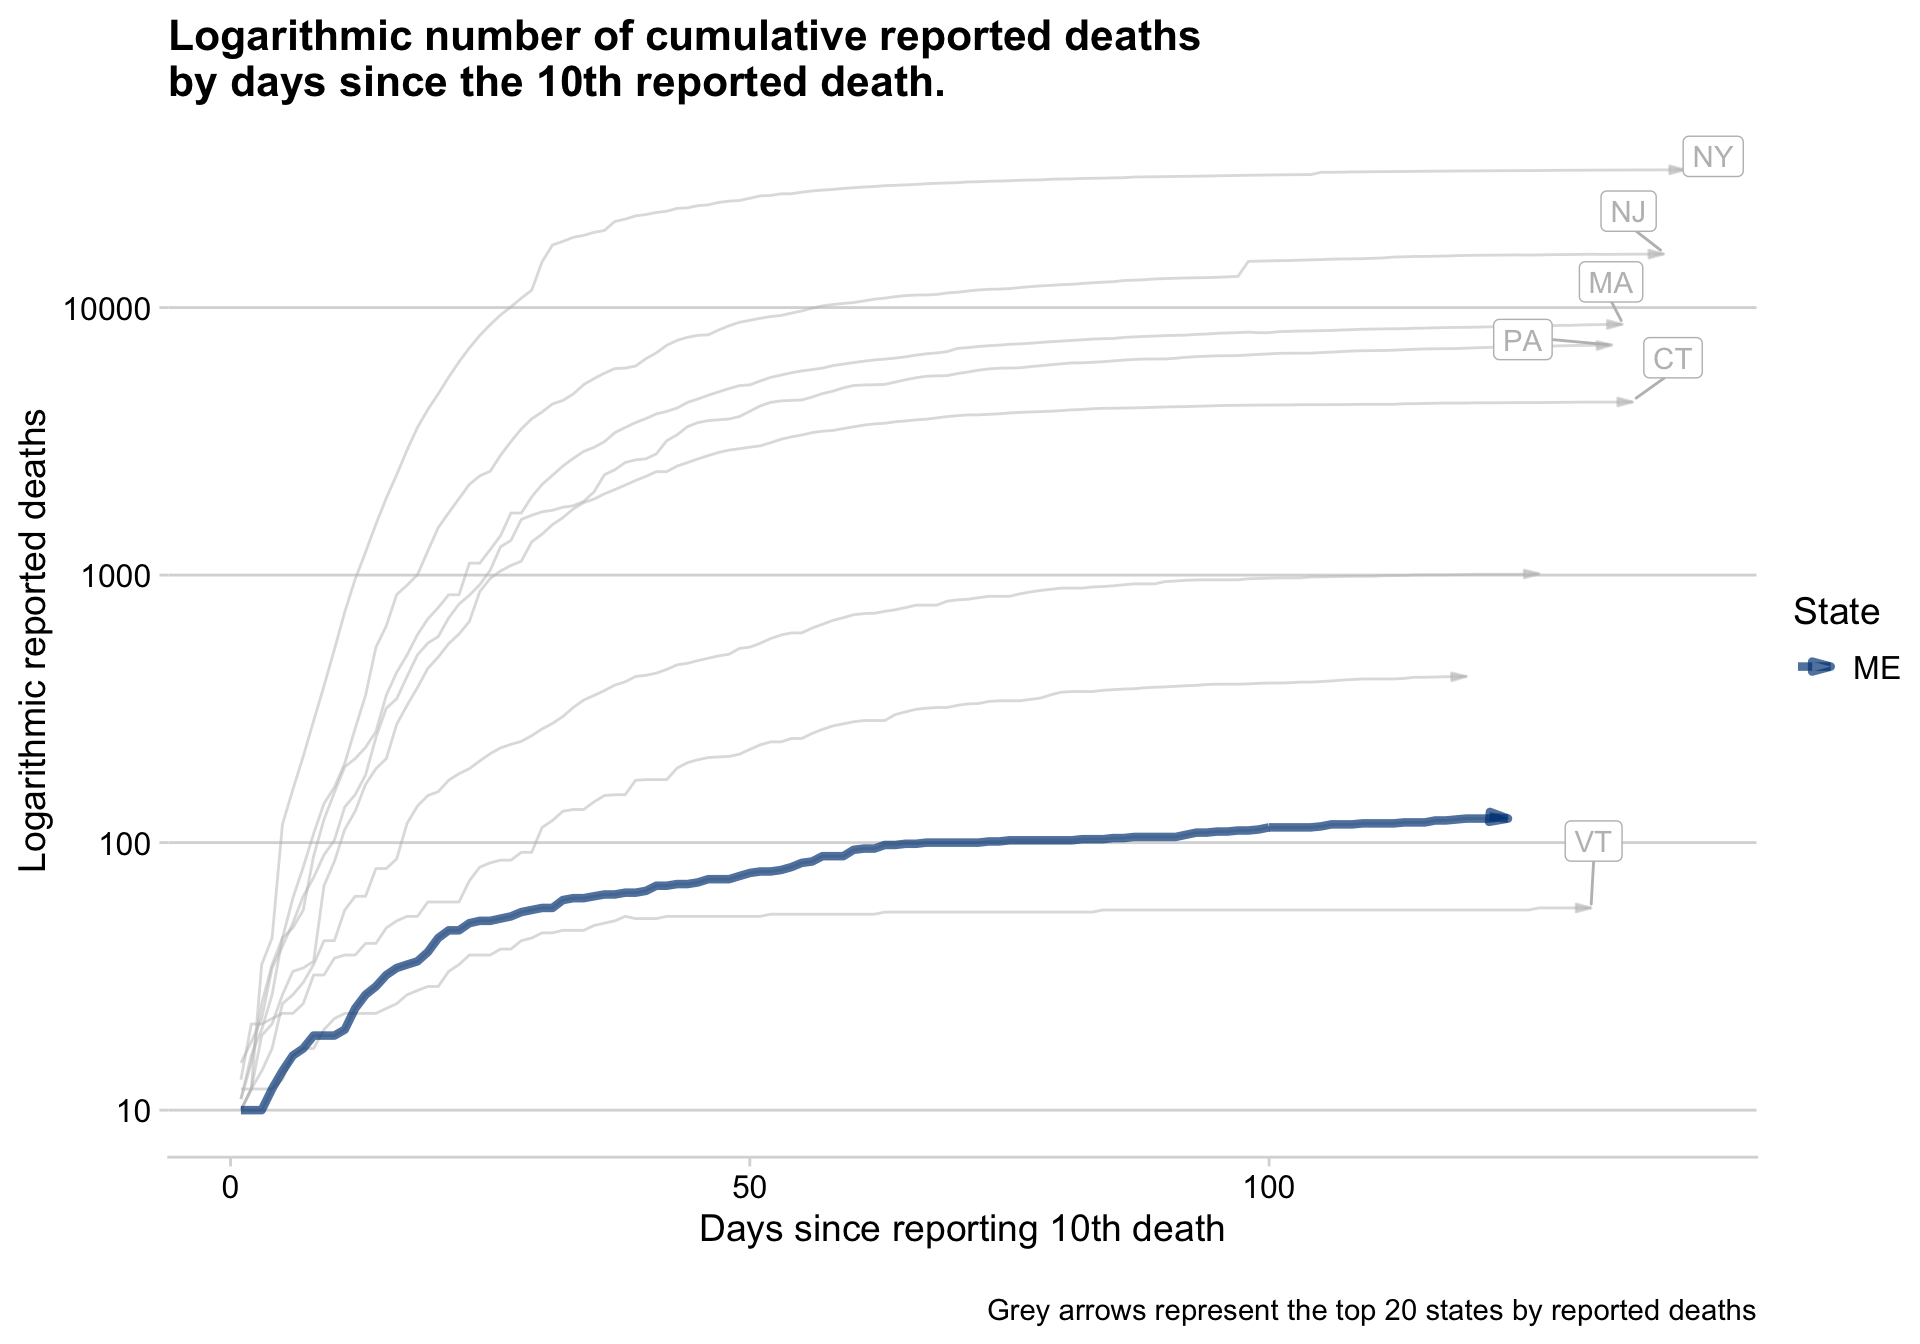 Logarithmic number of cumulative reported deaths
by days since the 10th reported death.
NY
NJ
MA
PA
CT
VT
10000
1000
100
10
Logarithmic reported deaths
0 50 100
Days since reporting 10th death
State
ME
Grey arrows represent the top 20 states by reported deaths